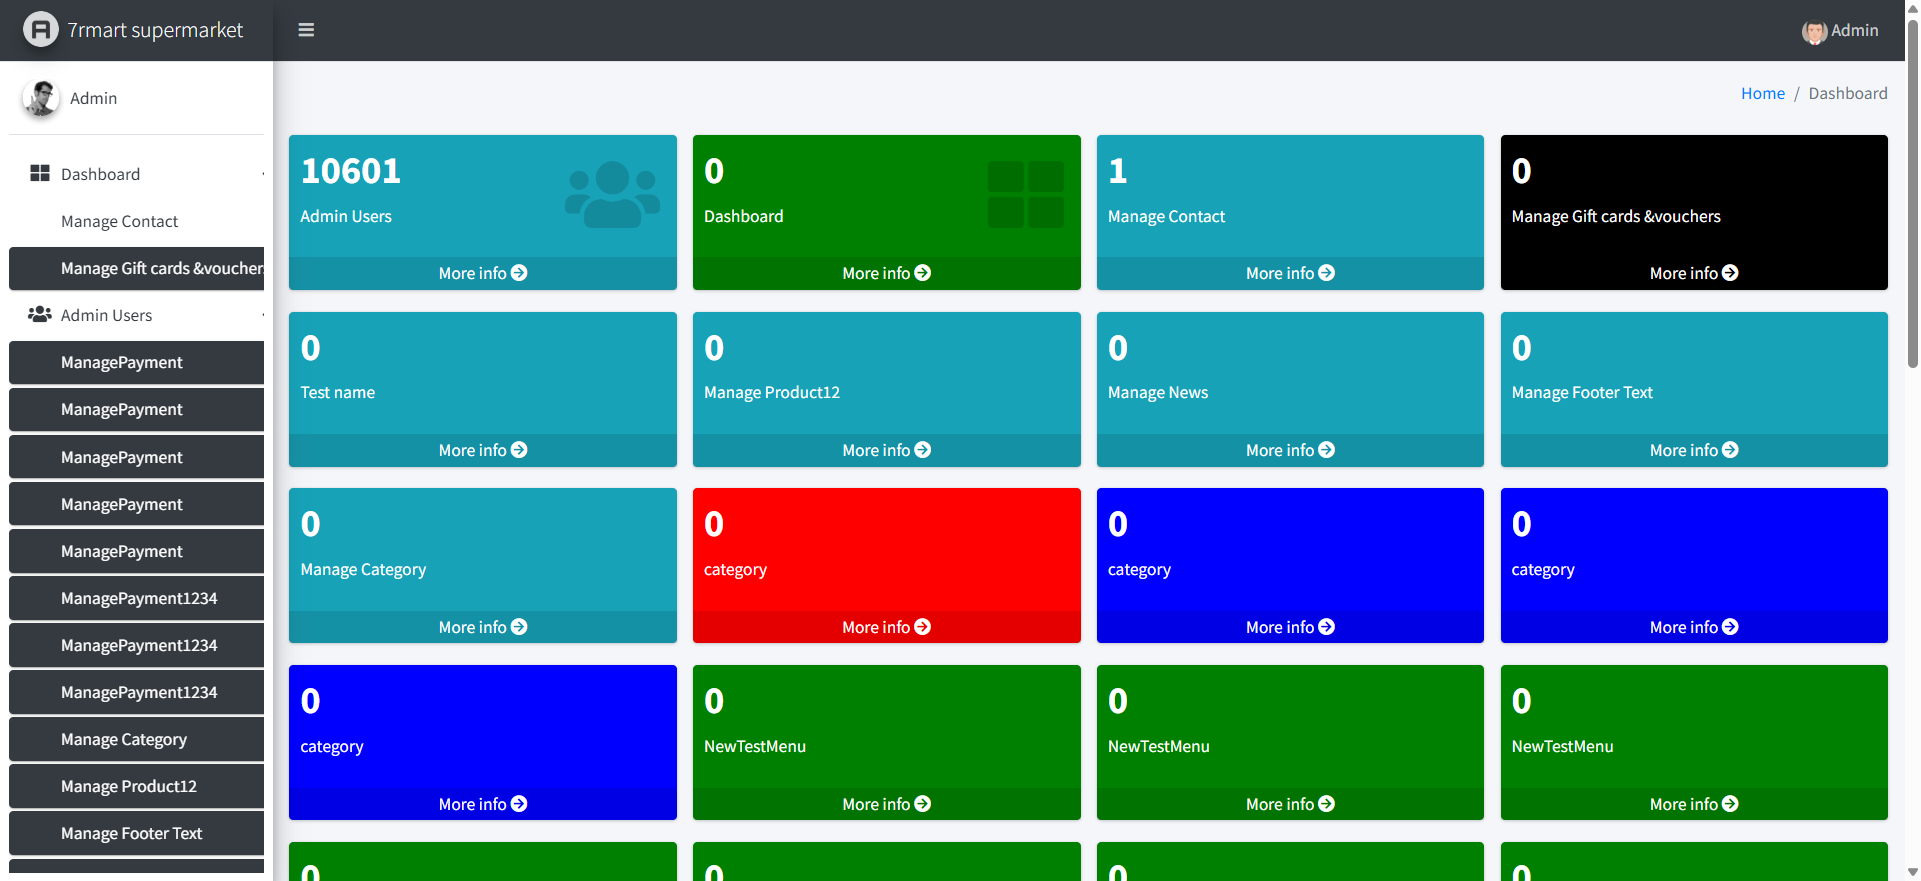 7rmart supermarket
Admin
Admin
Home / Dashboard
Dashboard
Manage Contact
Manage Gift cards &voucher
Admin Users
ManagePayment
ManagePayment
ManagePayment
ManagePayment
ManagePayment
ManagePayment1234
ManagePayment1234
ManagePayment1234
Manage Category
Manage Product12
Manage Footer Text
10601
Admin Users
More info
0
Dashboard
More info
1
Manage Contact
More info
0
Manage Gift cards &vouchers
More info
0
Test name
More info
0
Manage Product12
More info
0
Manage News
More info
0
Manage Footer Text
More info
0
Manage Category
More info
0
category
More info
0
category
More info
0
category
More info
0
category
More info
0
NewTestMenu
More info
0
NewTestMenu
More info
0
NewTestMenu
More info
0
0
0
0